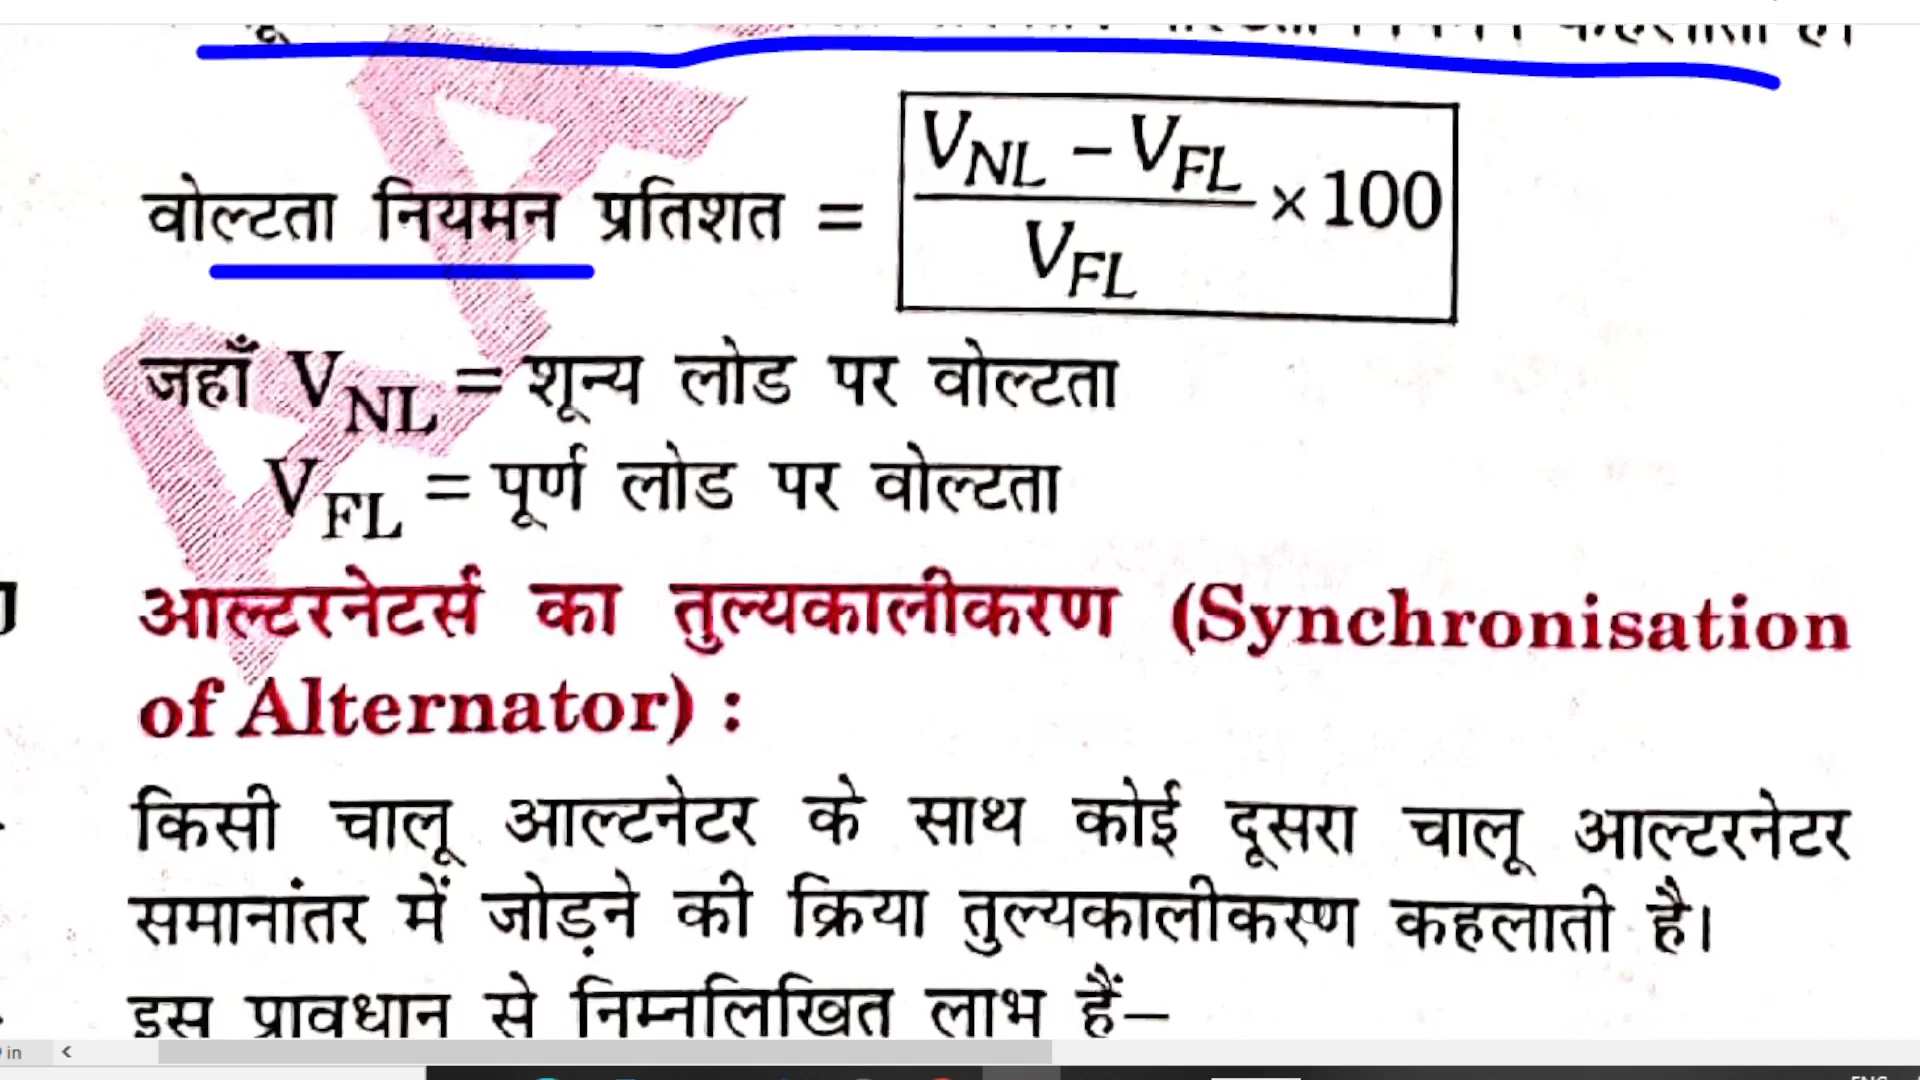 कहलाता है।
वोल्टता नियमन प्रतिशत = (V_NL – V_FL) / V_FL × 100
जहाँ V_NL = शून्य लोड पर वोल्टता
V_FL = पूर्ण लोड पर वोल्टता
आल्टरनेटर्स का तुल्यकालीकरण (Synchronisation
of Alternator) :
किसी चालू आल्टनेटर के साथ कोई दूसरा चालू आल्टरनेटर
समानांतर में जोड़ने की क्रिया तुल्यकालीकरण कहलाती है।
इस प्रावधान से निम्नलिखित लाभ हैं–
in